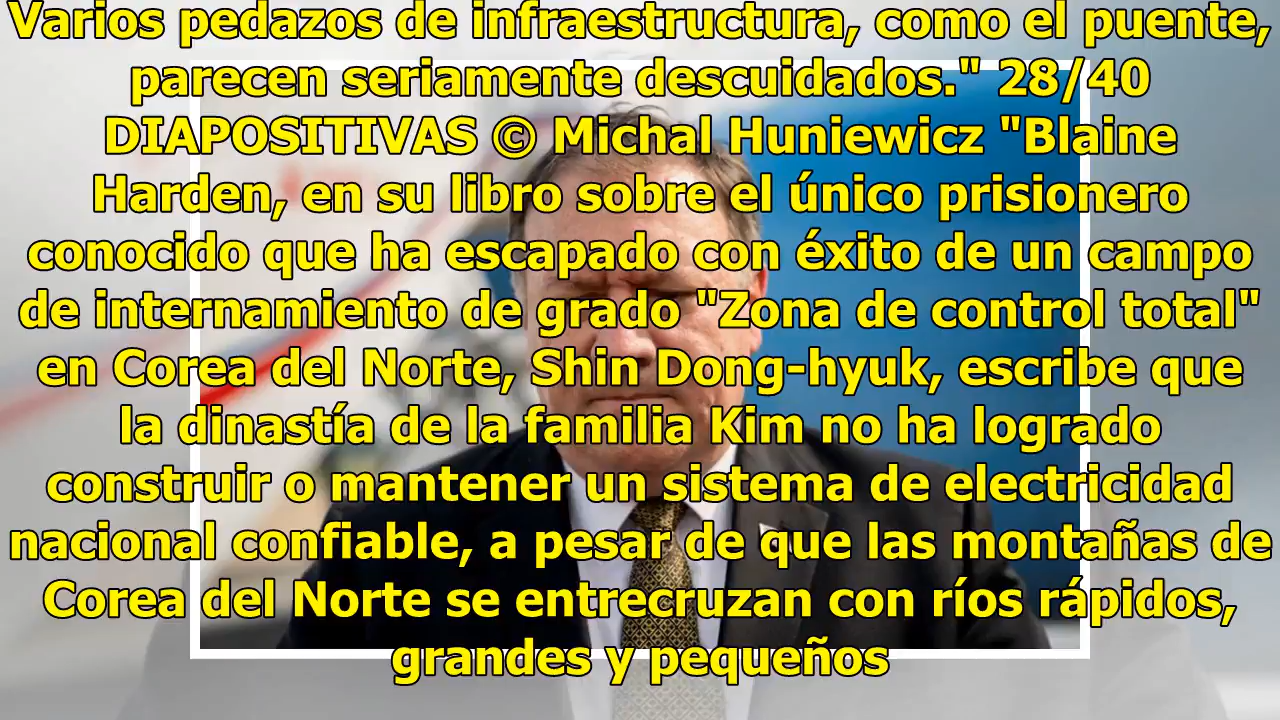 Varios pedazos de infraestructura, como el puente,
parecen seriamente descuidados." 28/40
DIAPOSITIVAS © Michal Huniewicz "Blaine
Harden, en su libro sobre el único prisionero
conocido que ha escapado con éxito de un campo
de internamiento de grado "Zona de control total"
en Corea del Norte, Shin Dong-hyuk, escribe que
la dinastía de la familia Kim no ha logrado
construir o mantener un sistema de electricidad
nacional confiable, a pesar de que las montañas de
Corea del Norte se entrecruzan con ríos rápidos,
grandes y pequeños